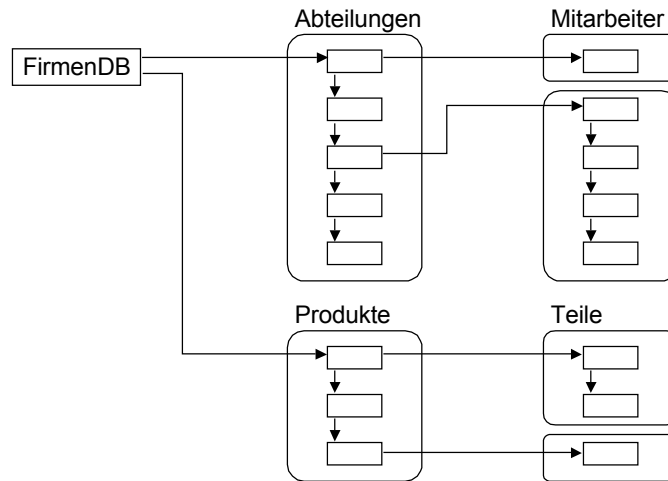 Abteilungen
Mitarbeiter
FirmenDB
Produkte
Teile